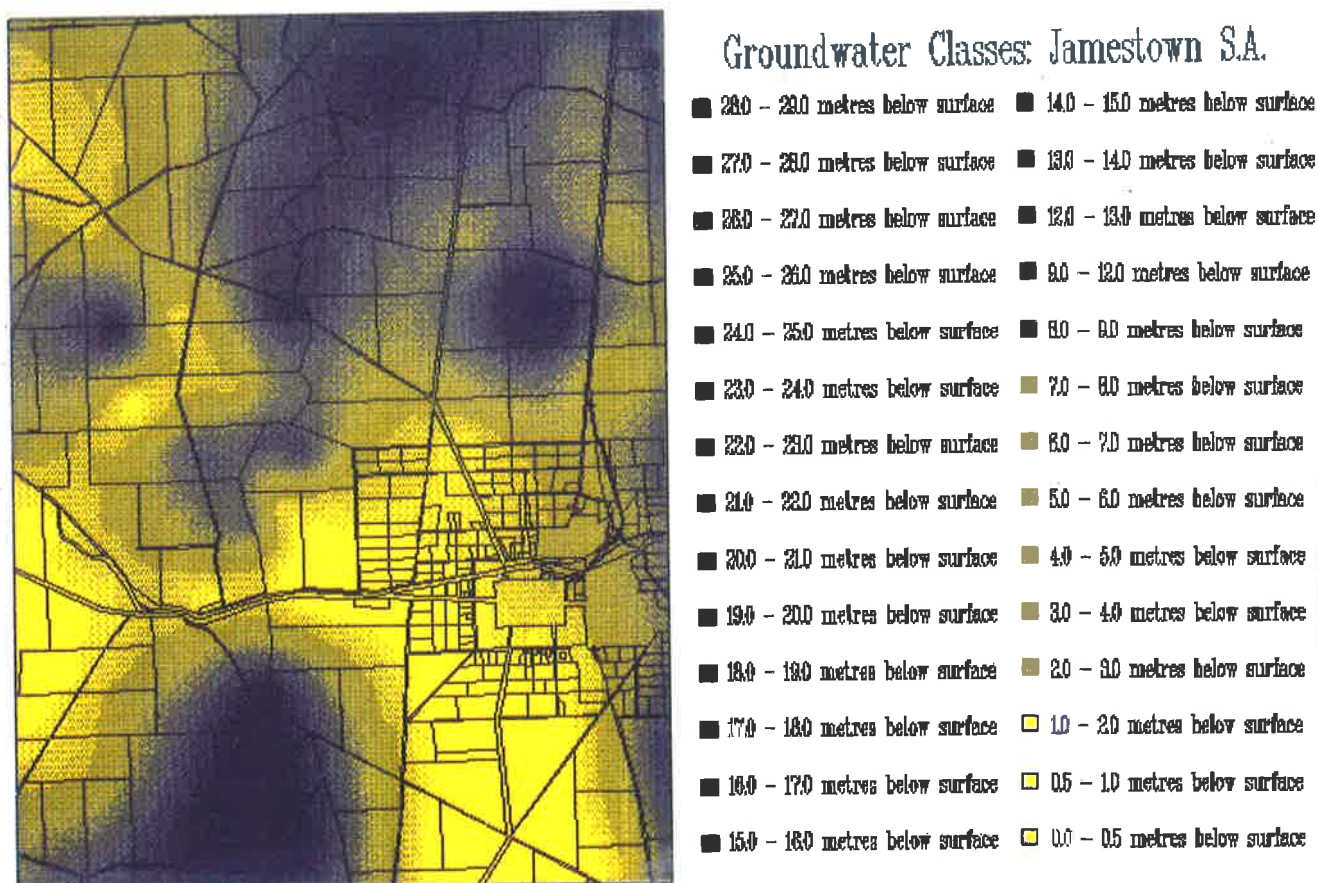 Groundwater Classes: Jamestown S.A.
28.0 - 29.0 metres below surface
27.0 - 28.0 metres below surface
26.0 - 27.0 metres below surface
25.0 - 26.0 metres below surface
24.0 - 25.0 metres below surface
23.0 - 24.0 metres below surface
22.0 - 23.0 metres below surface
21.0 - 22.0 metres below surface
20.0 - 21.0 metres below surface
19.0 - 20.0 metres below surface
18.0 - 19.0 metres below surface
17.0 - 18.0 metres below surface
16.0 - 17.0 metres below surface
15.0 - 16.0 metres below surface
14.0 - 15.0 metres below surface
13.0 - 14.0 metres below surface
12.0 - 13.0 metres below surface
9.0 - 12.0 metres below surface
8.0 - 9.0 metres below surface
7.0 - 8.0 metres below surface
6.0 - 7.0 metres below surface
5.0 - 6.0 metres below surface
4.0 - 5.0 metres below surface
3.0 - 4.0 metres below surface
2.0 - 3.0 metres below surface
1.0 - 2.0 metres below surface
0.5 - 1.0 metres below surface
0.0 - 0.5 metres below surface